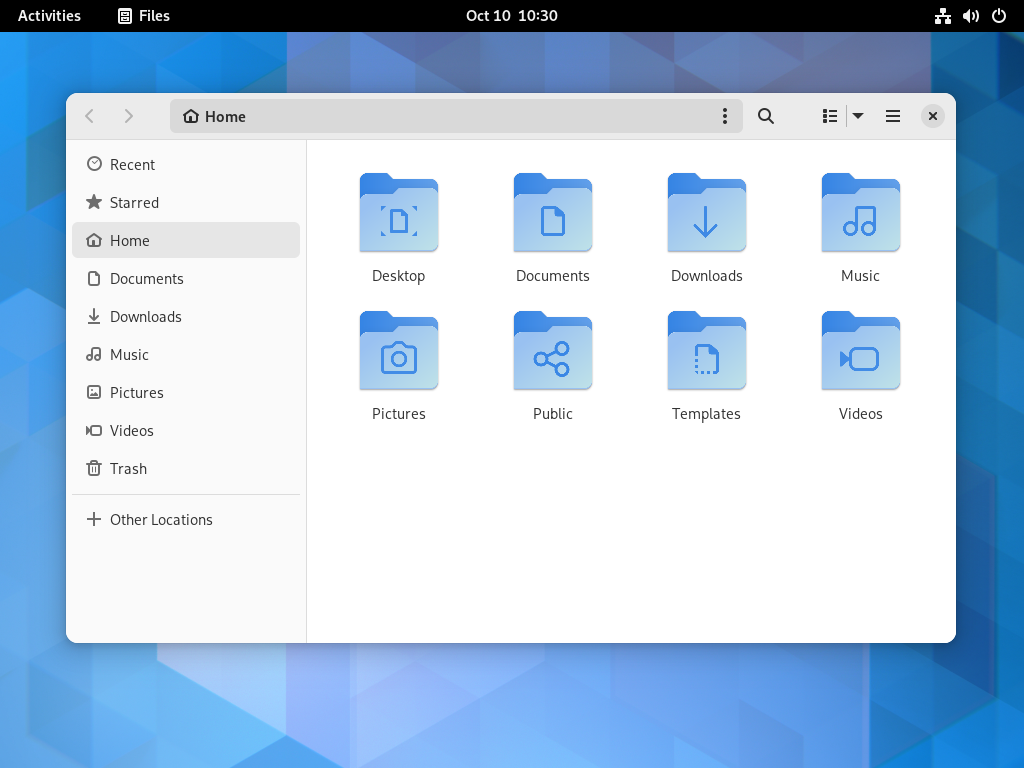 Activities Files Oct 10 10:30
Home
Recent
Starred
Home
Documents
Downloads
Music
Pictures
Videos
Trash
Other Locations
Desktop Documents Downloads Music
Pictures Public Templates Videos